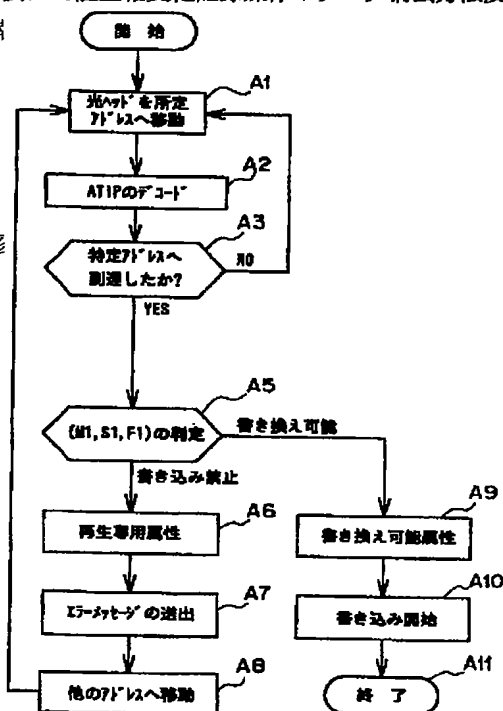 開 始
A1
光ヘッドを所定
アドレスへ移動
A2
ATIPのデコード
A3
特定アドレスへ
到達したか?
NO
YES
A5
(M1,S1,F1)の判定
書き換え可能
書き込み禁止
A6
再生専用属性
A9
書き換え可能属性
A7
エラーメッセージの送出
A10
書き込み開始
A8
他のアドレスへ移動
A11
終 了